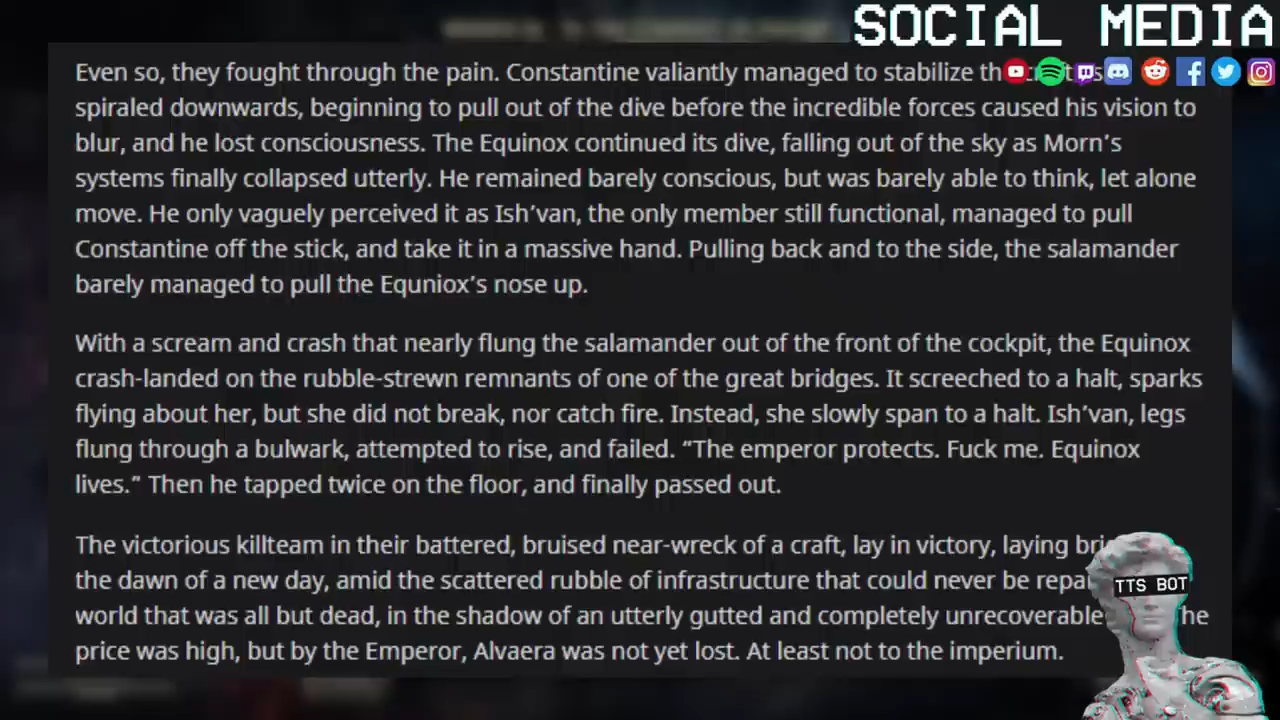 SOCIAL MEDIA
Even so, they fought through the pain. Constantine valiantly managed to stabilize
spiraled downwards, beginning to pull out of the dive before the incredible forces caused his vision to
blur, and he lost consciousness. The Equinox continued its dive, falling out of the sky as Morn’s
systems finally collapsed utterly. He remained barely conscious, but was barely able to think, let alone
move. He only vaguely perceived it as Ish’van, the only member still functional, managed to pull
Constantine off the stick, and take it in a massive hand. Pulling back and to the side, the salamander
barely managed to pull the Equniox’s nose up.
With a scream and crash that nearly flung the salamander out of the front of the cockpit, the Equinox
crash-landed on the rubble-strewn remnants of one of the great bridges. It screeched to a halt, sparks
flying about her, but she did not break, nor catch fire. Instead, she slowly span to a halt. Ish’van, legs
flung through a bulwark, attempted to rise, and failed. “The emperor protects. Fuck me. Equinox
lives.” Then he tapped twice on the floor, and finally passed out.
The victorious killteam in their battered, bruised near-wreck of a craft, lay in victory, laying
the dawn of a new day, amid the scattered rubble of infrastructure that could never be
world that was all but dead, in the shadow of an utterly gutted and completely unrecoverable
price was high, but by the Emperor, Alvaera was not yet lost. At least not to the imperium.
TTS BOT